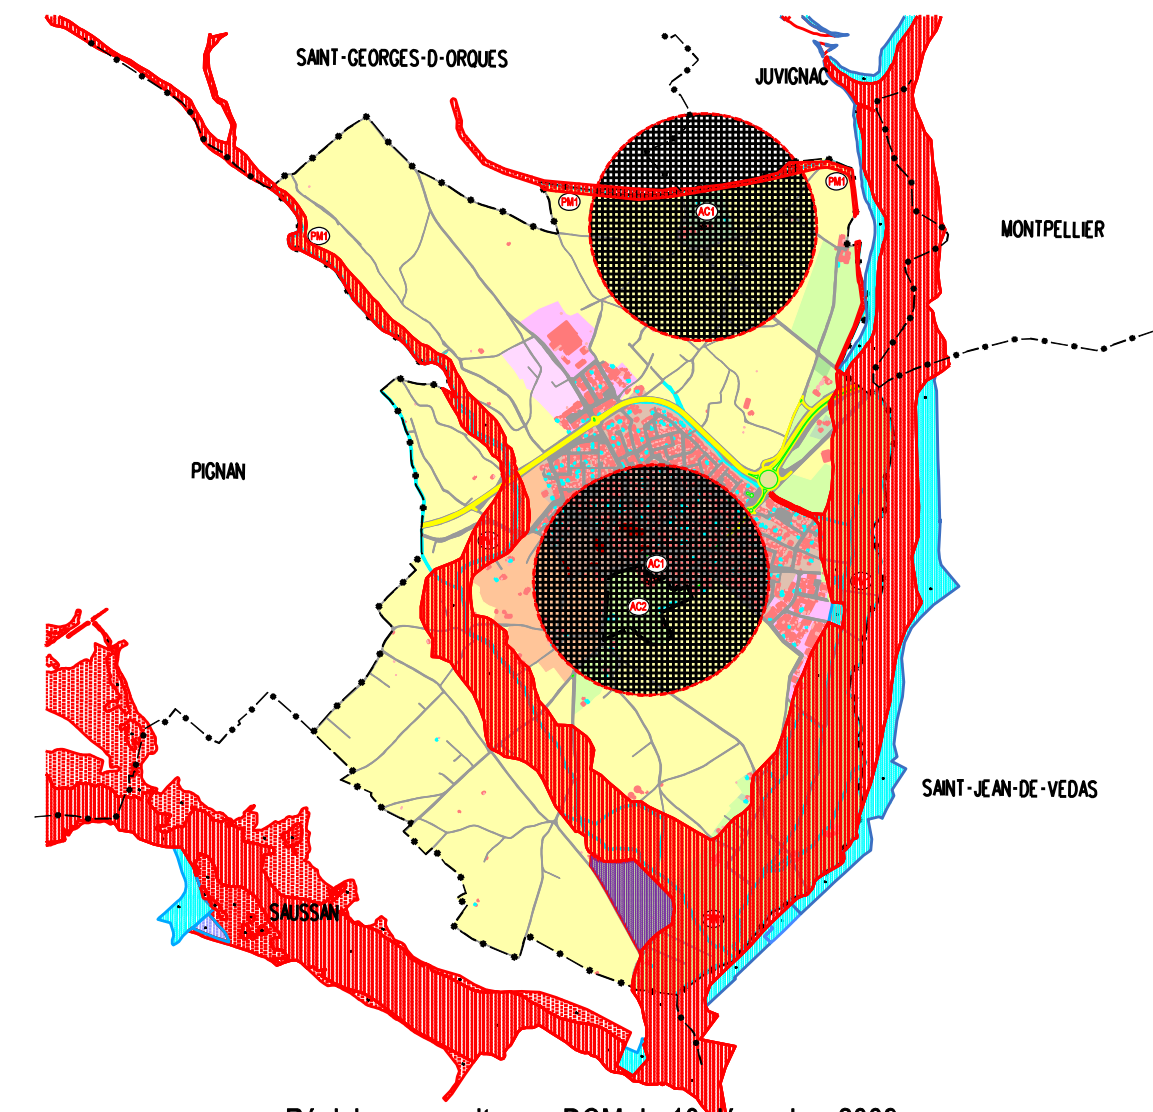 SAINT-GEORGES-D-ORQUES
JUVIGNAC
PM1
PM1
AC1
MONTPELLIER
PM1
PIGNAN
AC1
AC2
SAINT-JEAN-DE-VEDAS
SAUSSAN